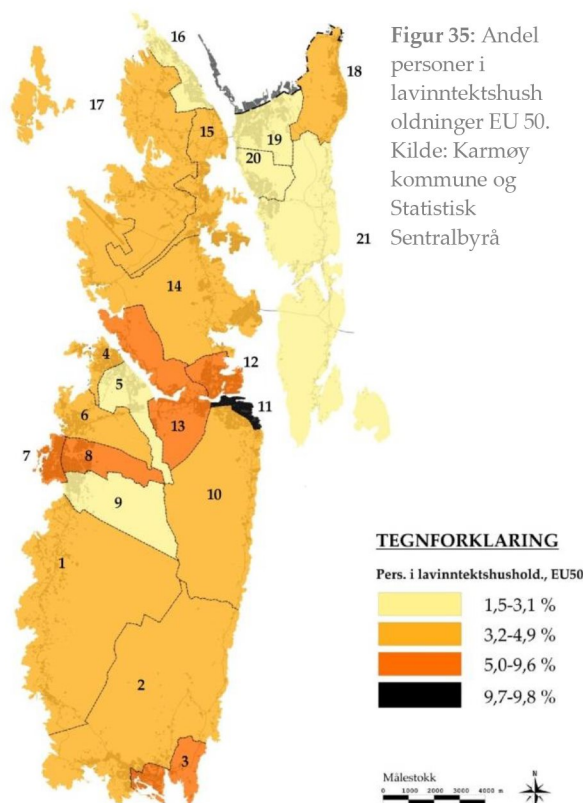 Figur 35: Andel
personer i
lavinntektshush
oldninger EU 50.
Kilde: Karmøy
kommune og
Statistisk
Sentralbyrå
16
17
18
15
19
20
21
14
4
5
12
6
11
13
7
8
10
9
1
2
3
TEGNFORKLARING
Pers. i lavinntektshushold., EU50
1,5-3,1 %
3,2-4,9 %
5,0-9,6 %
9,7-9,8 %
Målestokk
0 1000 2000 3000 4000 m